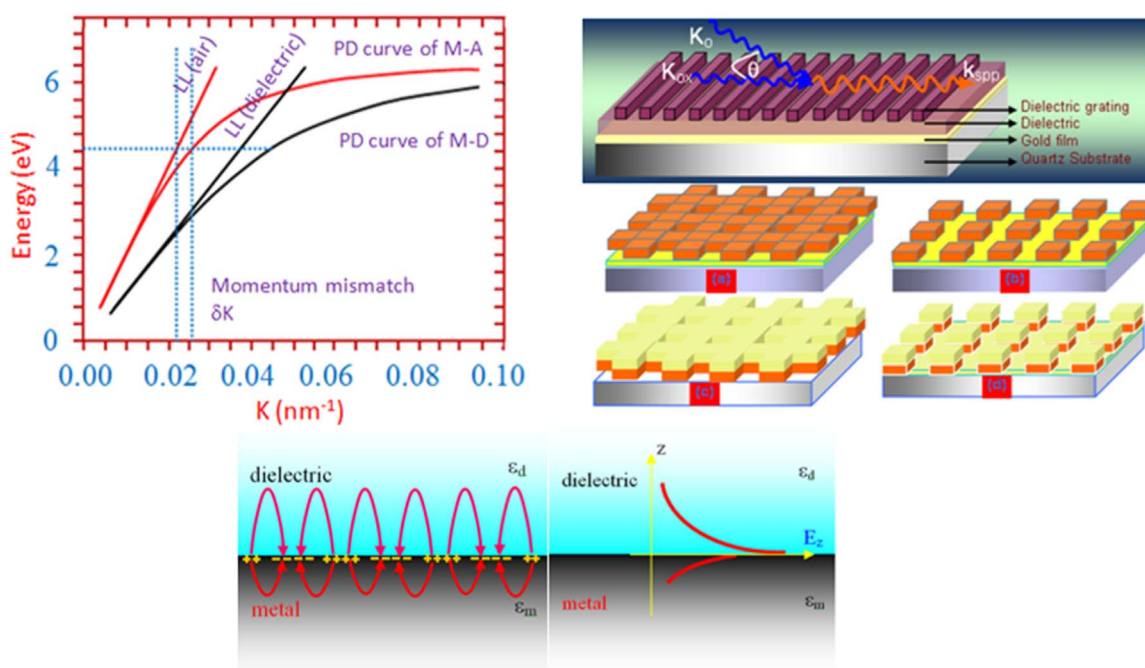 PD curve of M-A
LL (air)
LL (dielectric)
PD curve of M-D
Momentum mismatch
δK
Energy (eV)
6
4
2
0
0.00 0.02 0.04 0.06 0.08 0.10
K (nm⁻¹)
K₀
K₀ₓ
θ
kspp
Dielectric grating
Dielectric
Gold film
Quartz Substrate
(a)
(b)
(c)
(d)
dielectric
εd
++ --- ++++ --- ++++ --- ++
metal
εm
z
dielectric
εd
Ez
metal
εm